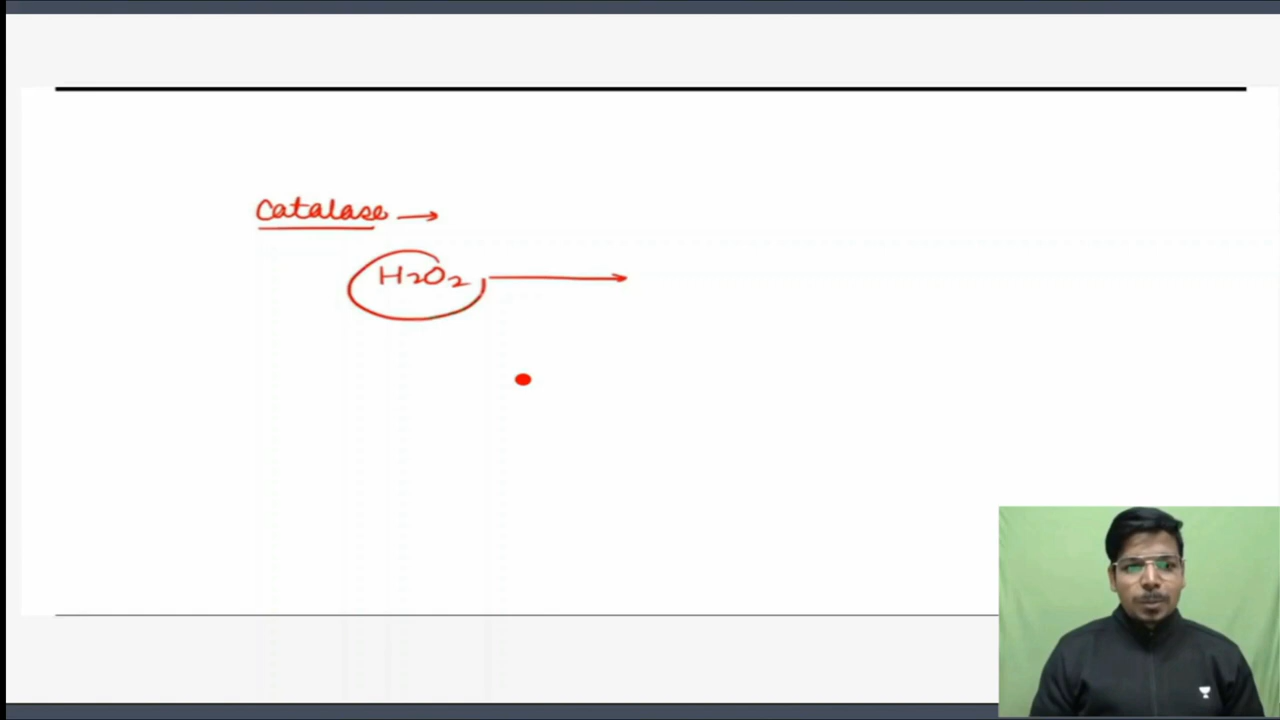 Catalase →
H₂O₂ →